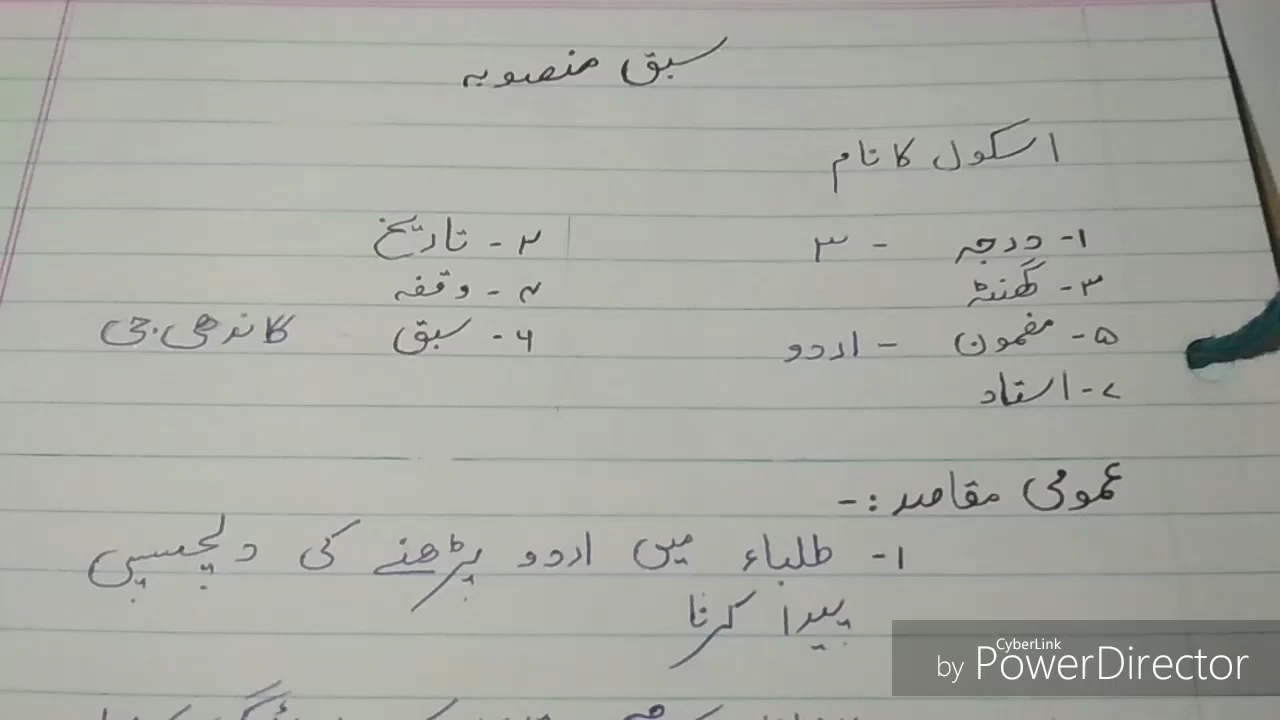 سبق منصوبہ
اسکول کا نام
۱- درجہ - ۳ ۲- تاریخ
۳- گھنٹہ ۴- وقفہ
۵- مضمون - اردو ۶- سبق گاندھی جی
۷- استاد
عمومی مقاصد :-
۱- طلباء میں اردو پڑھنے کی دلچسپی
پیدا کرنا
CyberLink
by PowerDirector